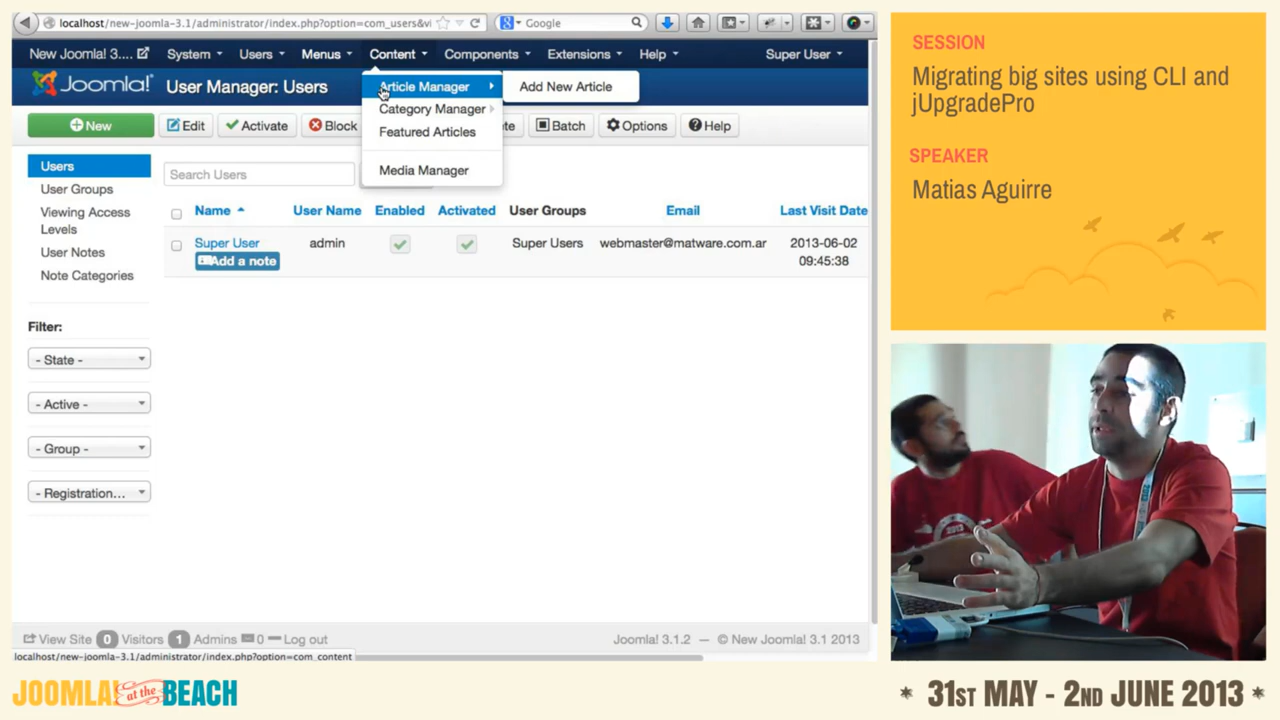 localhost/new-joomla-3.1/administrator/index.php?option=com_users&vi
Google
New Joomla! 3....
System
Users
Menus
Content
Components
Extensions
Help
Super User
Joomla!
User Manager: Users
Article Manager
Add New Article
Category Manager
Featured Articles
Media Manager
New
Edit
Activate
Block
te
Batch
Options
Help
Users
User Groups
Viewing Access
Levels
User Notes
Note Categories
Search Users
Name
User Name
Enabled
Activated
User Groups
Email
Last Visit Date
Super User
admin
Super Users
webmaster@matware.com.ar
2013-06-02
09:45:38
Add a note
Filter:
- State -
- Active -
- Group -
- Registration...
View Site 0 Visitors 1 Admins 0 Log out
Joomla! 3.1.2 — © New Joomla! 3.1 2013
localhost/new-joomla-3.1/administrator/index.php?option=com_content
SESSION
Migrating big sites using CLI and
jUpgradePro
SPEAKER
Matias Aguirre
JOOMLA! at the BEACH
* 31ST MAY - 2ND JUNE 2013 *